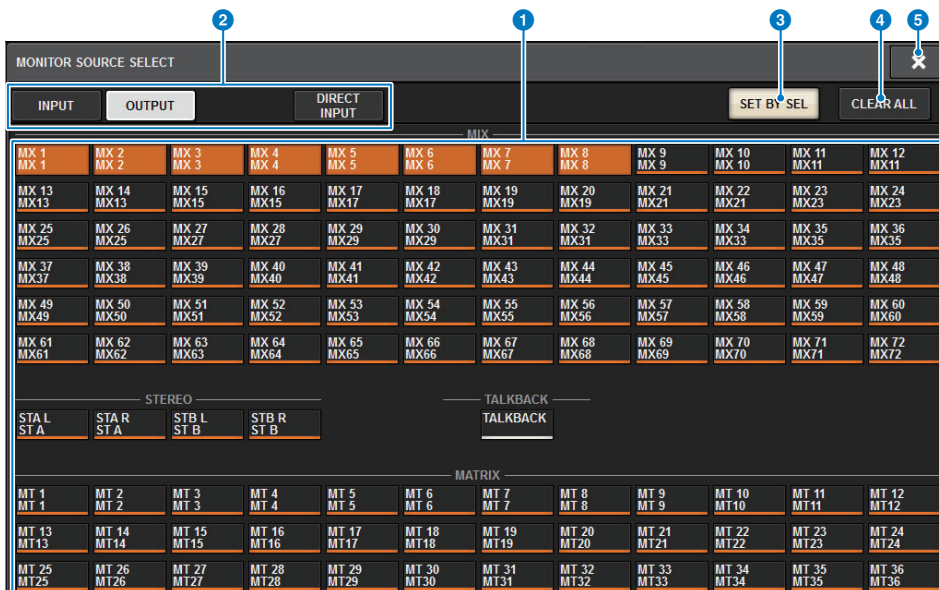 2 1 3 4 5
MONITOR SOURCE SELECT ×
INPUT OUTPUT DIRECT INPUT SET BY SEL CLEAR ALL
MIX
MX 1 MX 2 MX 3 MX 4 MX 5 MX 6 MX 7 MX 8 MX 9 MX 10 MX 11 MX 12
MX 1 MX 2 MX 3 MX 4 MX 5 MX 6 MX 7 MX 8 MX 9 MX 10 MX11 MX11
MX 13 MX 14 MX 15 MX 16 MX 17 MX 18 MX 19 MX 20 MX 21 MX 22 MX 23 MX 24
MX13 MX13 MX15 MX15 MX17 MX17 MX19 MX19 MX21 MX21 MX23 MX23
MX 25 MX 26 MX 27 MX 28 MX 29 MX 30 MX 31 MX 32 MX 33 MX 34 MX 35 MX 36
MX25 MX25 MX27 MX27 MX29 MX29 MX31 MX31 MX33 MX33 MX35 MX35
MX 37 MX 38 MX 39 MX 40 MX 41 MX 42 MX 43 MX 44 MX 45 MX 46 MX 47 MX 48
MX37 MX38 MX39 MX40 MX41 MX42 MX43 MX44 MX45 MX46 MX47 MX48
MX 49 MX 50 MX 51 MX 52 MX 53 MX 54 MX 55 MX 56 MX 57 MX 58 MX 59 MX 60
MX49 MX50 MX51 MX52 MX53 MX54 MX55 MX56 MX57 MX58 MX59 MX60
MX 61 MX 62 MX 63 MX 64 MX 65 MX 66 MX 67 MX 68 MX 69 MX 70 MX 71 MX 72
MX61 MX62 MX63 MX64 MX65 MX66 MX67 MX68 MX69 MX70 MX71 MX72
STEREO TALKBACK
STA L STA R STB L STB R TALKBACK
ST A ST A ST B ST B
MATRIX
MT 1 MT 2 MT 3 MT 4 MT 5 MT 6 MT 7 MT 8 MT 9 MT 10 MT 11 MT 12
MT 1 MT 2 MT 3 MT 4 MT 5 MT 6 MT 7 MT 8 MT 9 MT10 MT11 MT12
MT 13 MT 14 MT 15 MT 16 MT 17 MT 18 MT 19 MT 20 MT 21 MT 22 MT 23 MT 24
MT13 MT14 MT15 MT16 MT17 MT18 MT19 MT20 MT21 MT22 MT23 MT24
MT 25 MT 26 MT 27 MT 28 MT 29 MT 30 MT 31 MT 32 MT 33 MT 34 MT 35 MT 36
MT25 MT26 MT27 MT28 MT29 MT30 MT31 MT32 MT33 MT34 MT35 MT36